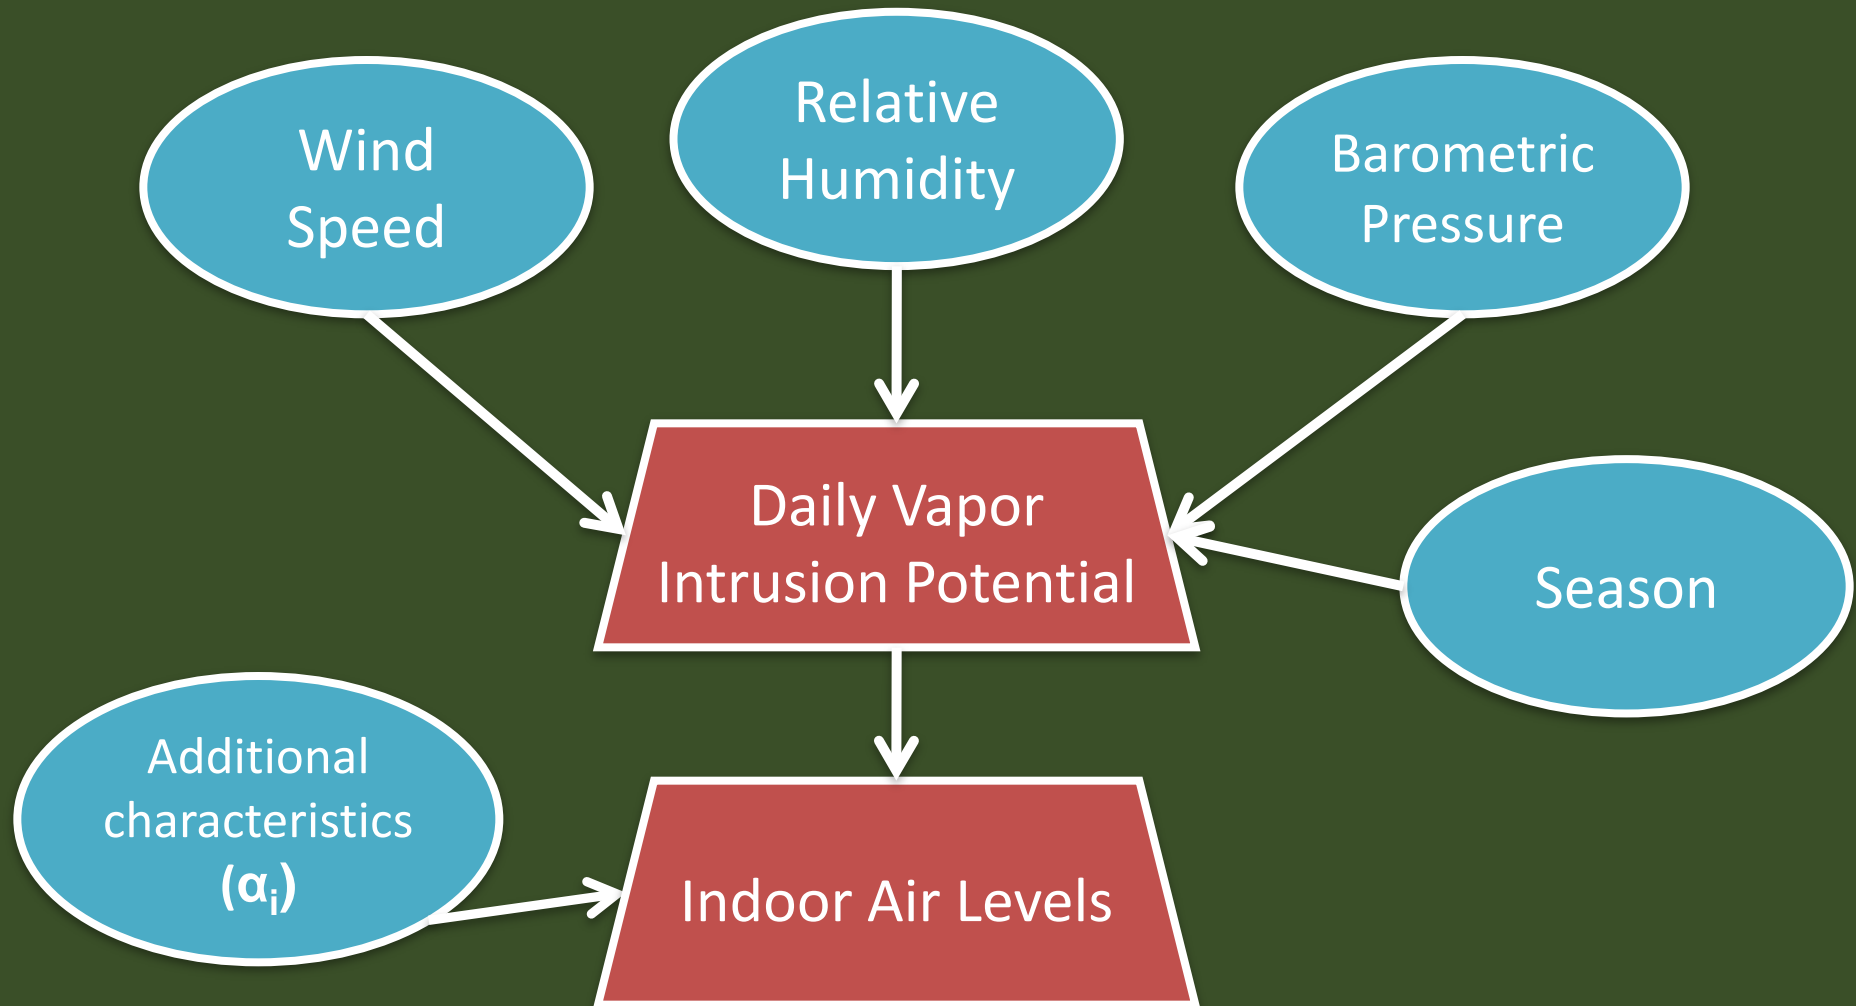 Wind
Speed
Relative
Humidity
Barometric
Pressure
Daily Vapor
Intrusion Potential
Season
Additional
characteristics
(αᵢ)
Indoor Air Levels